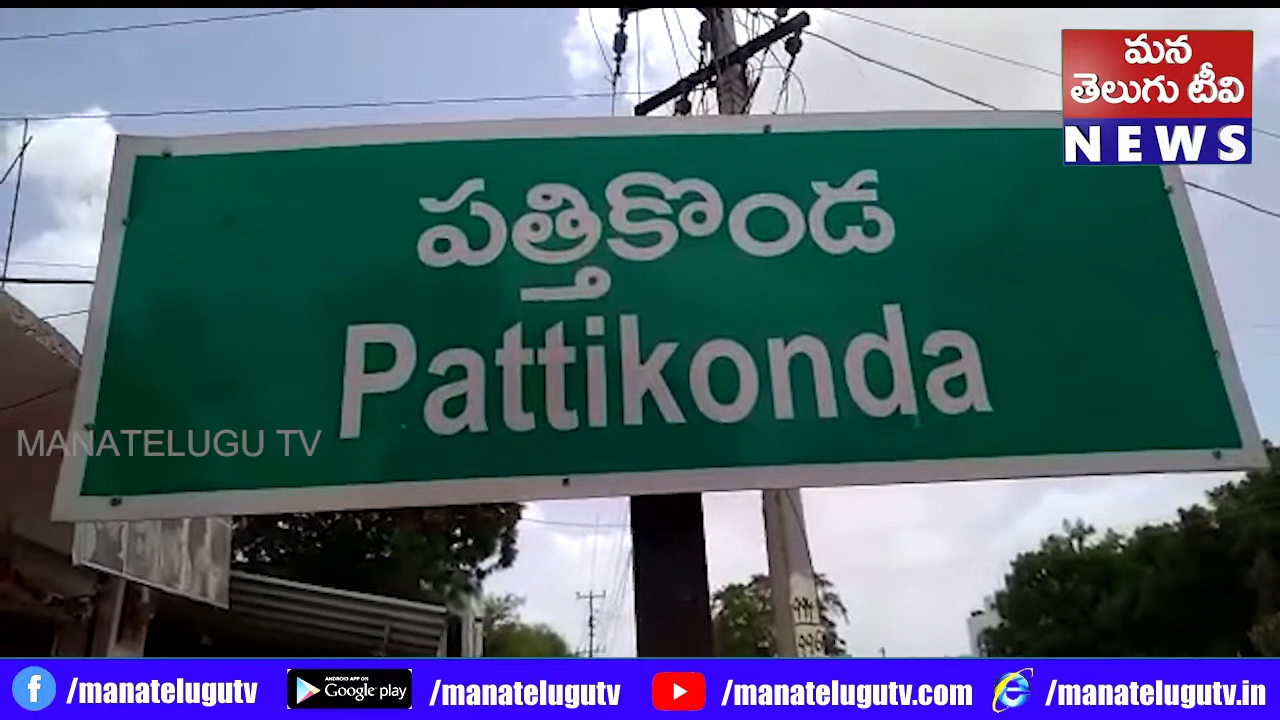 మన
తెలుగు టీవి
NEWS
పత్తికొండ
Pattikonda
MANATELUGU TV
f /manatelugutv
ANDROID APP ON
Google play
/manatelugutv
/manatelugutv.com
/manatelugutv.in